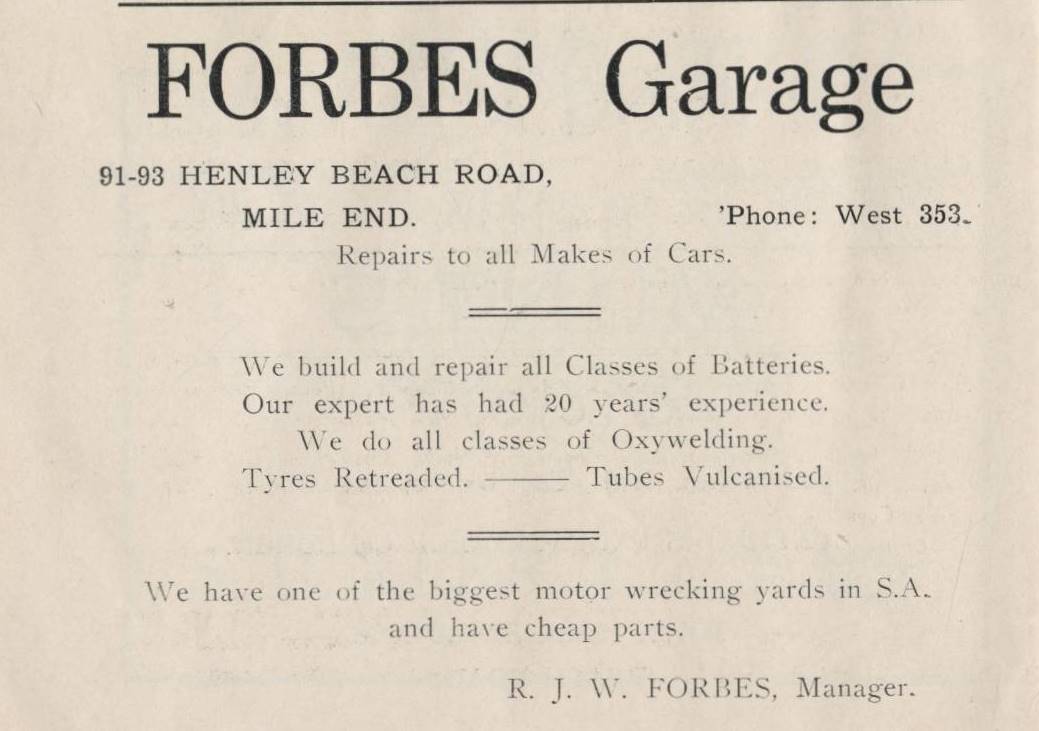 FORBES Garage
91-93 HENLEY BEACH ROAD,
MILE END. 'Phone: West 353.
Repairs to all Makes of Cars.
We build and repair all Classes of Batteries.
Our expert has had 20 years' experience.
We do all classes of Oxywelding.
Tyres Retreaded. —— Tubes Vulcanised.
We have one of the biggest motor wrecking yards in S.A.
and have cheap parts.
R. J. W. FORBES, Manager.